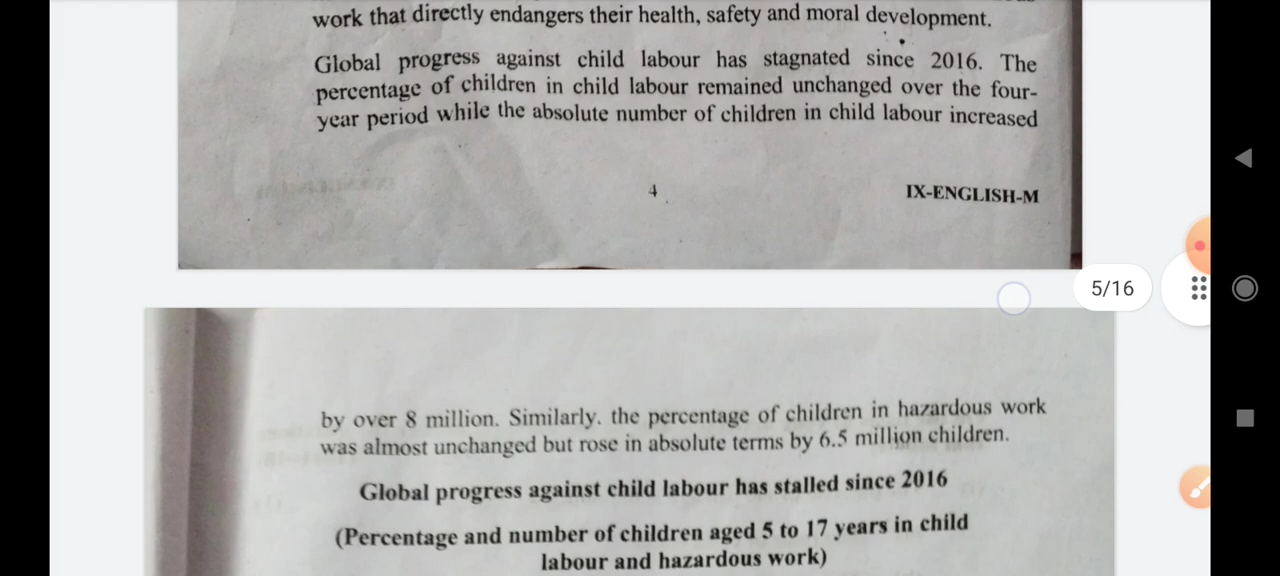 work that directly endangers their health, safety and moral development.
Global progress against child labour has stagnated since 2016. The
percentage of children in child labour remained unchanged over the four-
year period while the absolute number of children in child labour increased
4
IX-ENGLISH-M
5/16
by over 8 million. Similarly. the percentage of children in hazardous work
was almost unchanged but rose in absolute terms by 6.5 million children.
Global progress against child labour has stalled since 2016
(Percentage and number of children aged 5 to 17 years in child
labour and hazardous work)